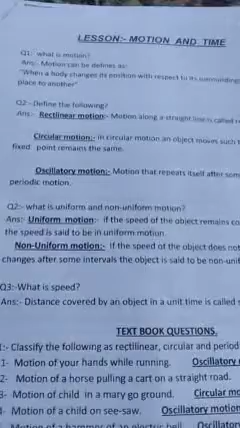 LESSON:- MOTION AND TIME
Q1: what is motion?
Ans:- Motion can be defines as:-
"When a body changes its position with respect to its surrounding
place to another"
Q2:- Define the following?
Ans:- Rectilinear motion:- Motion along a straight line is called
Circular motion:- in circular motion an object moves such
fixed point remains the same.
Oscillatory motion:- Motion that repeats itself after som
periodic motion.
Q2:- what is uniform and non-uniform motion?
Ans:- Uniform motion:- if the speed of the object remains co
the speed is said to be in uniform motion.
Non-Uniform motion:- If the speed of the object does not
changes after some intervals the object is said to be non-unif
Q3:-What is speed?
Ans:- Distance covered by an object in a unit time is called
TEXT BOOK QUESTIONS.
1:- Classify the following as rectilinear, circular and period
1- Motion of your hands while running. Oscillatory
2- Motion of a horse pulling a cart on a straight road.
3- Motion of child in a mary go ground. Circular mo
4- Motion of a child on see-saw. Oscillatory motion
Motion of a hammer of an electric bell. Oscillato